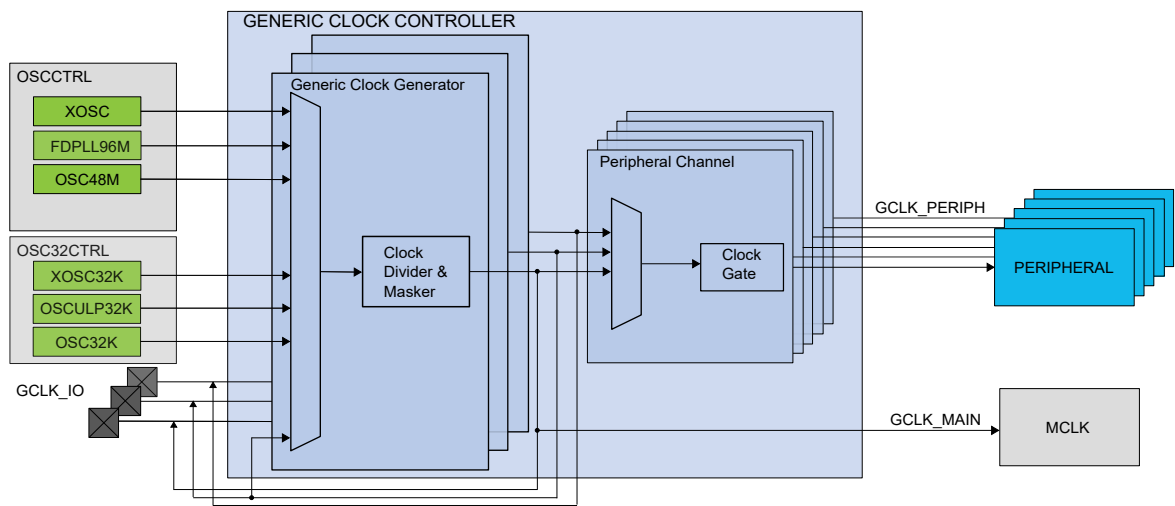 GENERIC CLOCK CONTROLLER
OSCCTRL
XOSC
FDPLL96M
OSC48M
OSC32CTRL
XOSC32K
OSCULP32K
OSC32K
GCLK_IO
Generic Clock Generator
Clock
Divider &
Masker
Peripheral Channel
Clock
Gate
GCLK_PERIPH
PERIPHERAL
GCLK_MAIN
MCLK